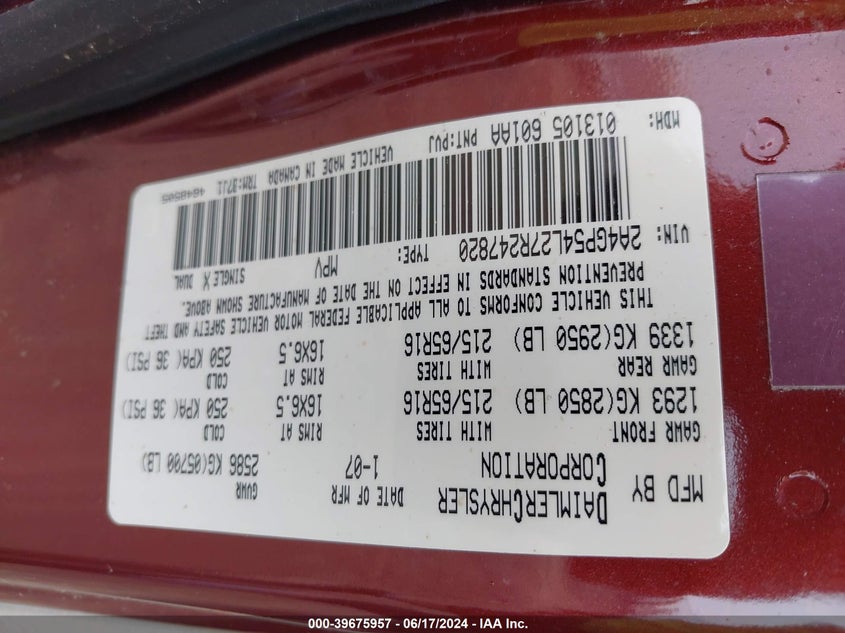 MFD BY DAIMLERCHRYSLER CORPORATION
DATE OF MFR 1-07
GVWR 2586 KG(05700 LB)
GAWR FRONT WITH TIRES RIMS AT COLD
1293 KG(2850 LB) 215/65R16 16X6.5 250 KPA(36 PSI)
GAWR REAR WITH TIRES RIMS AT COLD
1339 KG(2950 LB) 215/65R16 16X6.5 250 KPA(36 PSI)
THIS VEHICLE CONFORMS TO ALL APPLICABLE FEDERAL MOTOR VEHICLE SAFETY AND THEFT
PREVENTION STANDARDS IN EFFECT ON THE DATE OF MANUFACTURE SHOWN ABOVE.
VIN: 2A4GP54L27R247820 TYPE: MPV SINGLE X DUAL
MDH: 013105 601AA PNT:PVJ VEHICLE MADE IN CANADA TRM:B7J1 4648505
000-39675957 - 06/17/2024 - IAA Inc.